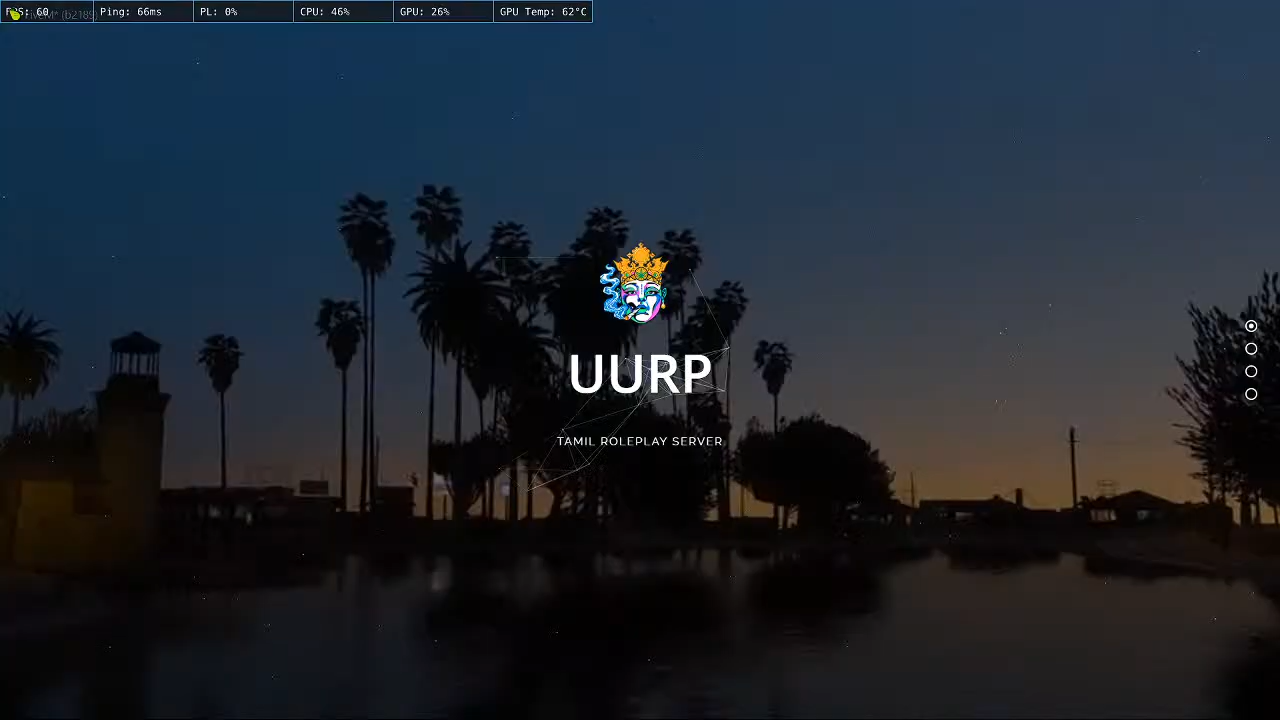 FPS: 60
Ping: 66ms
PL: 0%
CPU: 46%
GPU: 26%
GPU Temp: 62°C
UURP
TAMIL ROLEPLAY SERVER